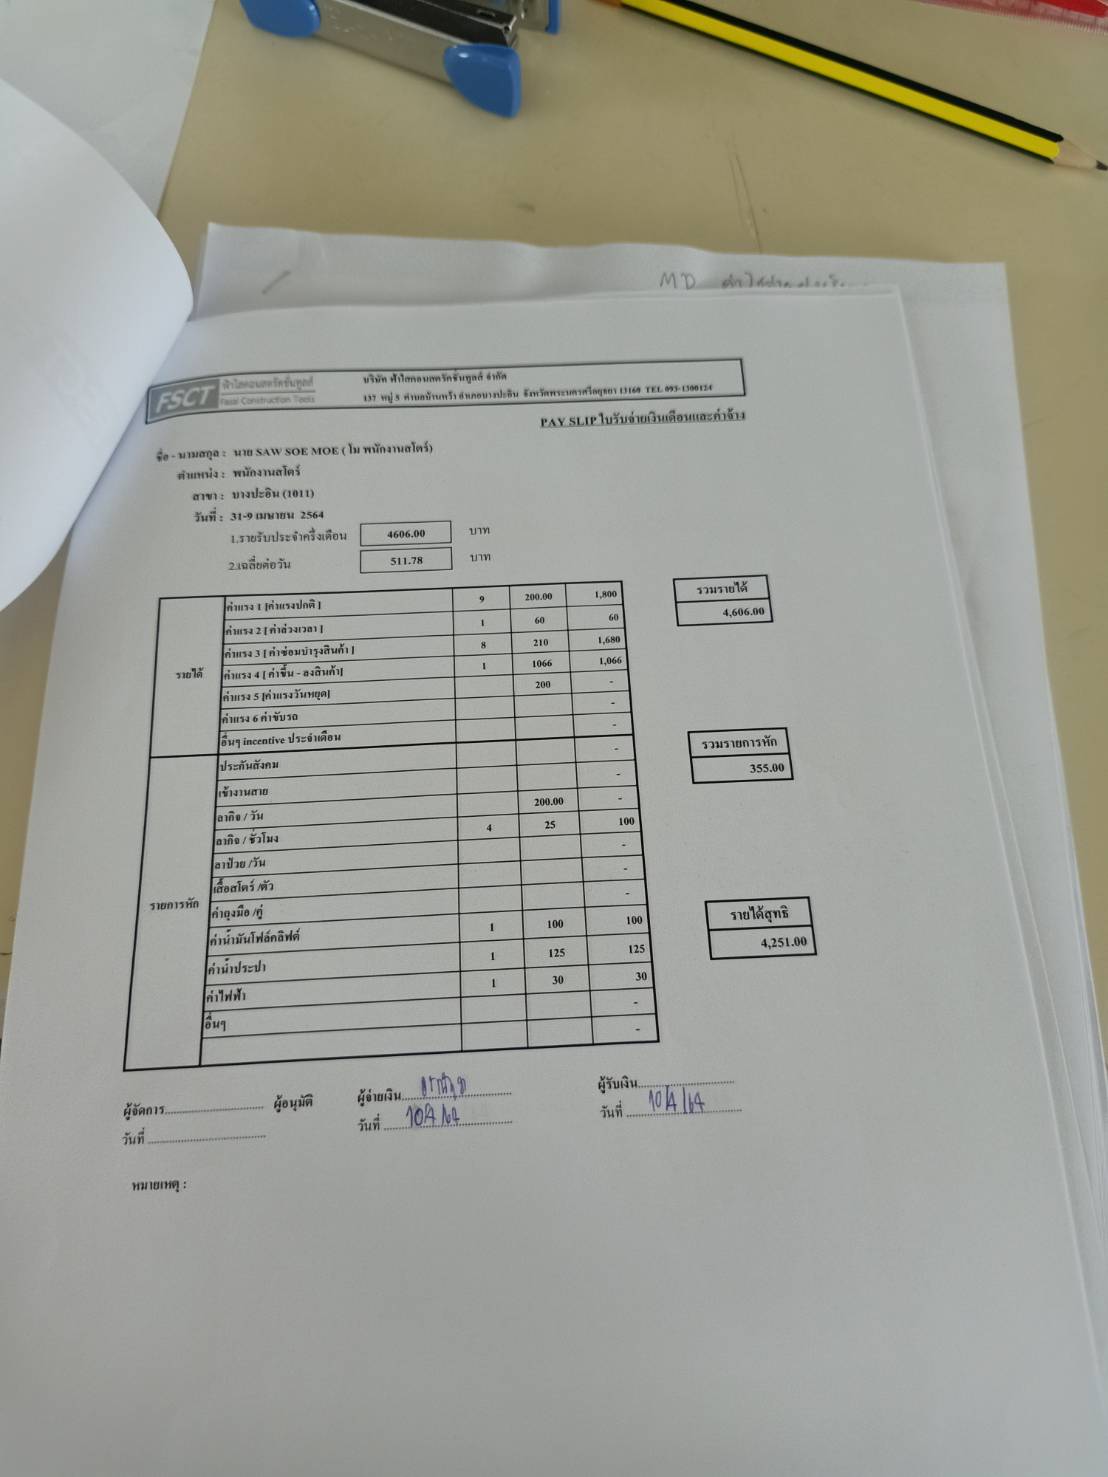 MD
FSCT ฟ้าใสคอนสตรัคชั่นทูลส์
Fasai Construction Tools
บริษัท ฟ้าใสคอนสตรัคชั่นทูลส์ จำกัด
137 หมู่ 5 ตำบลบ้านหว้า อำเภอบางปะอิน จังหวัดพระนครศรีอยุธยา 13160 TEL 093-1300124
PAY SLIP ใบรับจ่ายเงินเดือนและค่าจ้าง
ชื่อ - นามสกุล : นาย SAW SOE MOE ( โม พนักงานสโตร์)
ตำแหน่ง : พนักงานสโตร์
สาขา : บางปะอิน (1011)
วันที่ : 31-9 เมษายน 2564
1.รายรับประจำครึ่งเดือน 4606.00 บาท
2.เฉลี่ยต่อวัน 511.78 บาท
รายได้
ค่าแรง 1 [ค่าแรงปกติ ] 9 200.00 1,800
ค่าแรง 2 [ ค่าล่วงเวลา ] 1 60 60
ค่าแรง 3 [ ค่าซ่อมบำรุงสินค้า ] 8 210 1,680
ค่าแรง 4 [ ค่าขึ้น - ลงสินค้า] 1 1066 1,066
ค่าแรง 5 [ค่าแรงวันหยุด] 200 -
ค่าแรง 6 ค่าขับรถ -
อื่นๆ incentive ประจำเดือน -
รวมรายได้
4,606.00
รายการหัก
ประกันสังคม -
เข้างานสาย -
ลากิจ / วัน 200.00 -
ลากิจ / ชั่วโมง 4 25 100
ลาป่วย /วัน -
เสื้อสโตร์ /ตัว -
ค่าถุงมือ /คู่ -
ค่าน้ำมันโฟล์คลิฟต์ 1 100 100
ค่าน้ำประปา 1 125 125
ค่าไฟฟ้า 1 30 30
อื่นๆ -
-
รวมรายการหัก
355.00
รายได้สุทธิ
4,251.00
ผู้จัดการ ผู้อนุมัติ ผู้จ่ายเงิน ผู้รับเงิน
วันที่ วันที่ 10/4/64 วันที่ 10/4/64
หมายเหตุ :